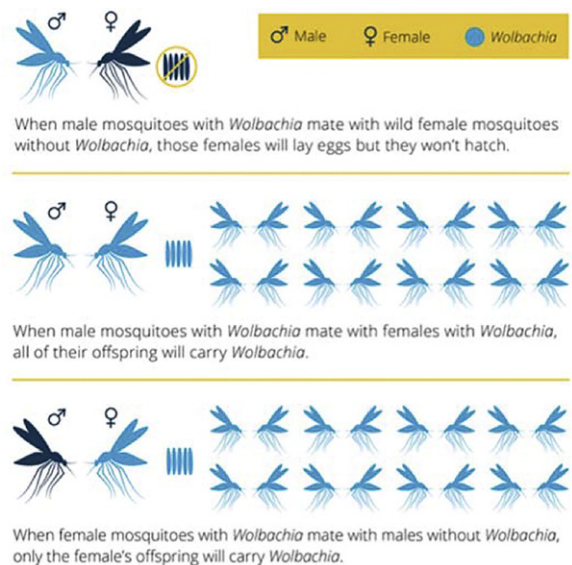 ♂ Male ♀ Female Wolbachia
♂ ♀
When male mosquitoes with Wolbachia mate with wild female mosquitoes
without Wolbachia, those females will lay eggs but they won't hatch.
♂ ♀
When male mosquitoes with Wolbachia mate with females with Wolbachia,
all of their offspring will carry Wolbachia.
♂ ♀
When female mosquitoes with Wolbachia mate with males without Wolbachia,
only the female's offspring will carry Wolbachia.